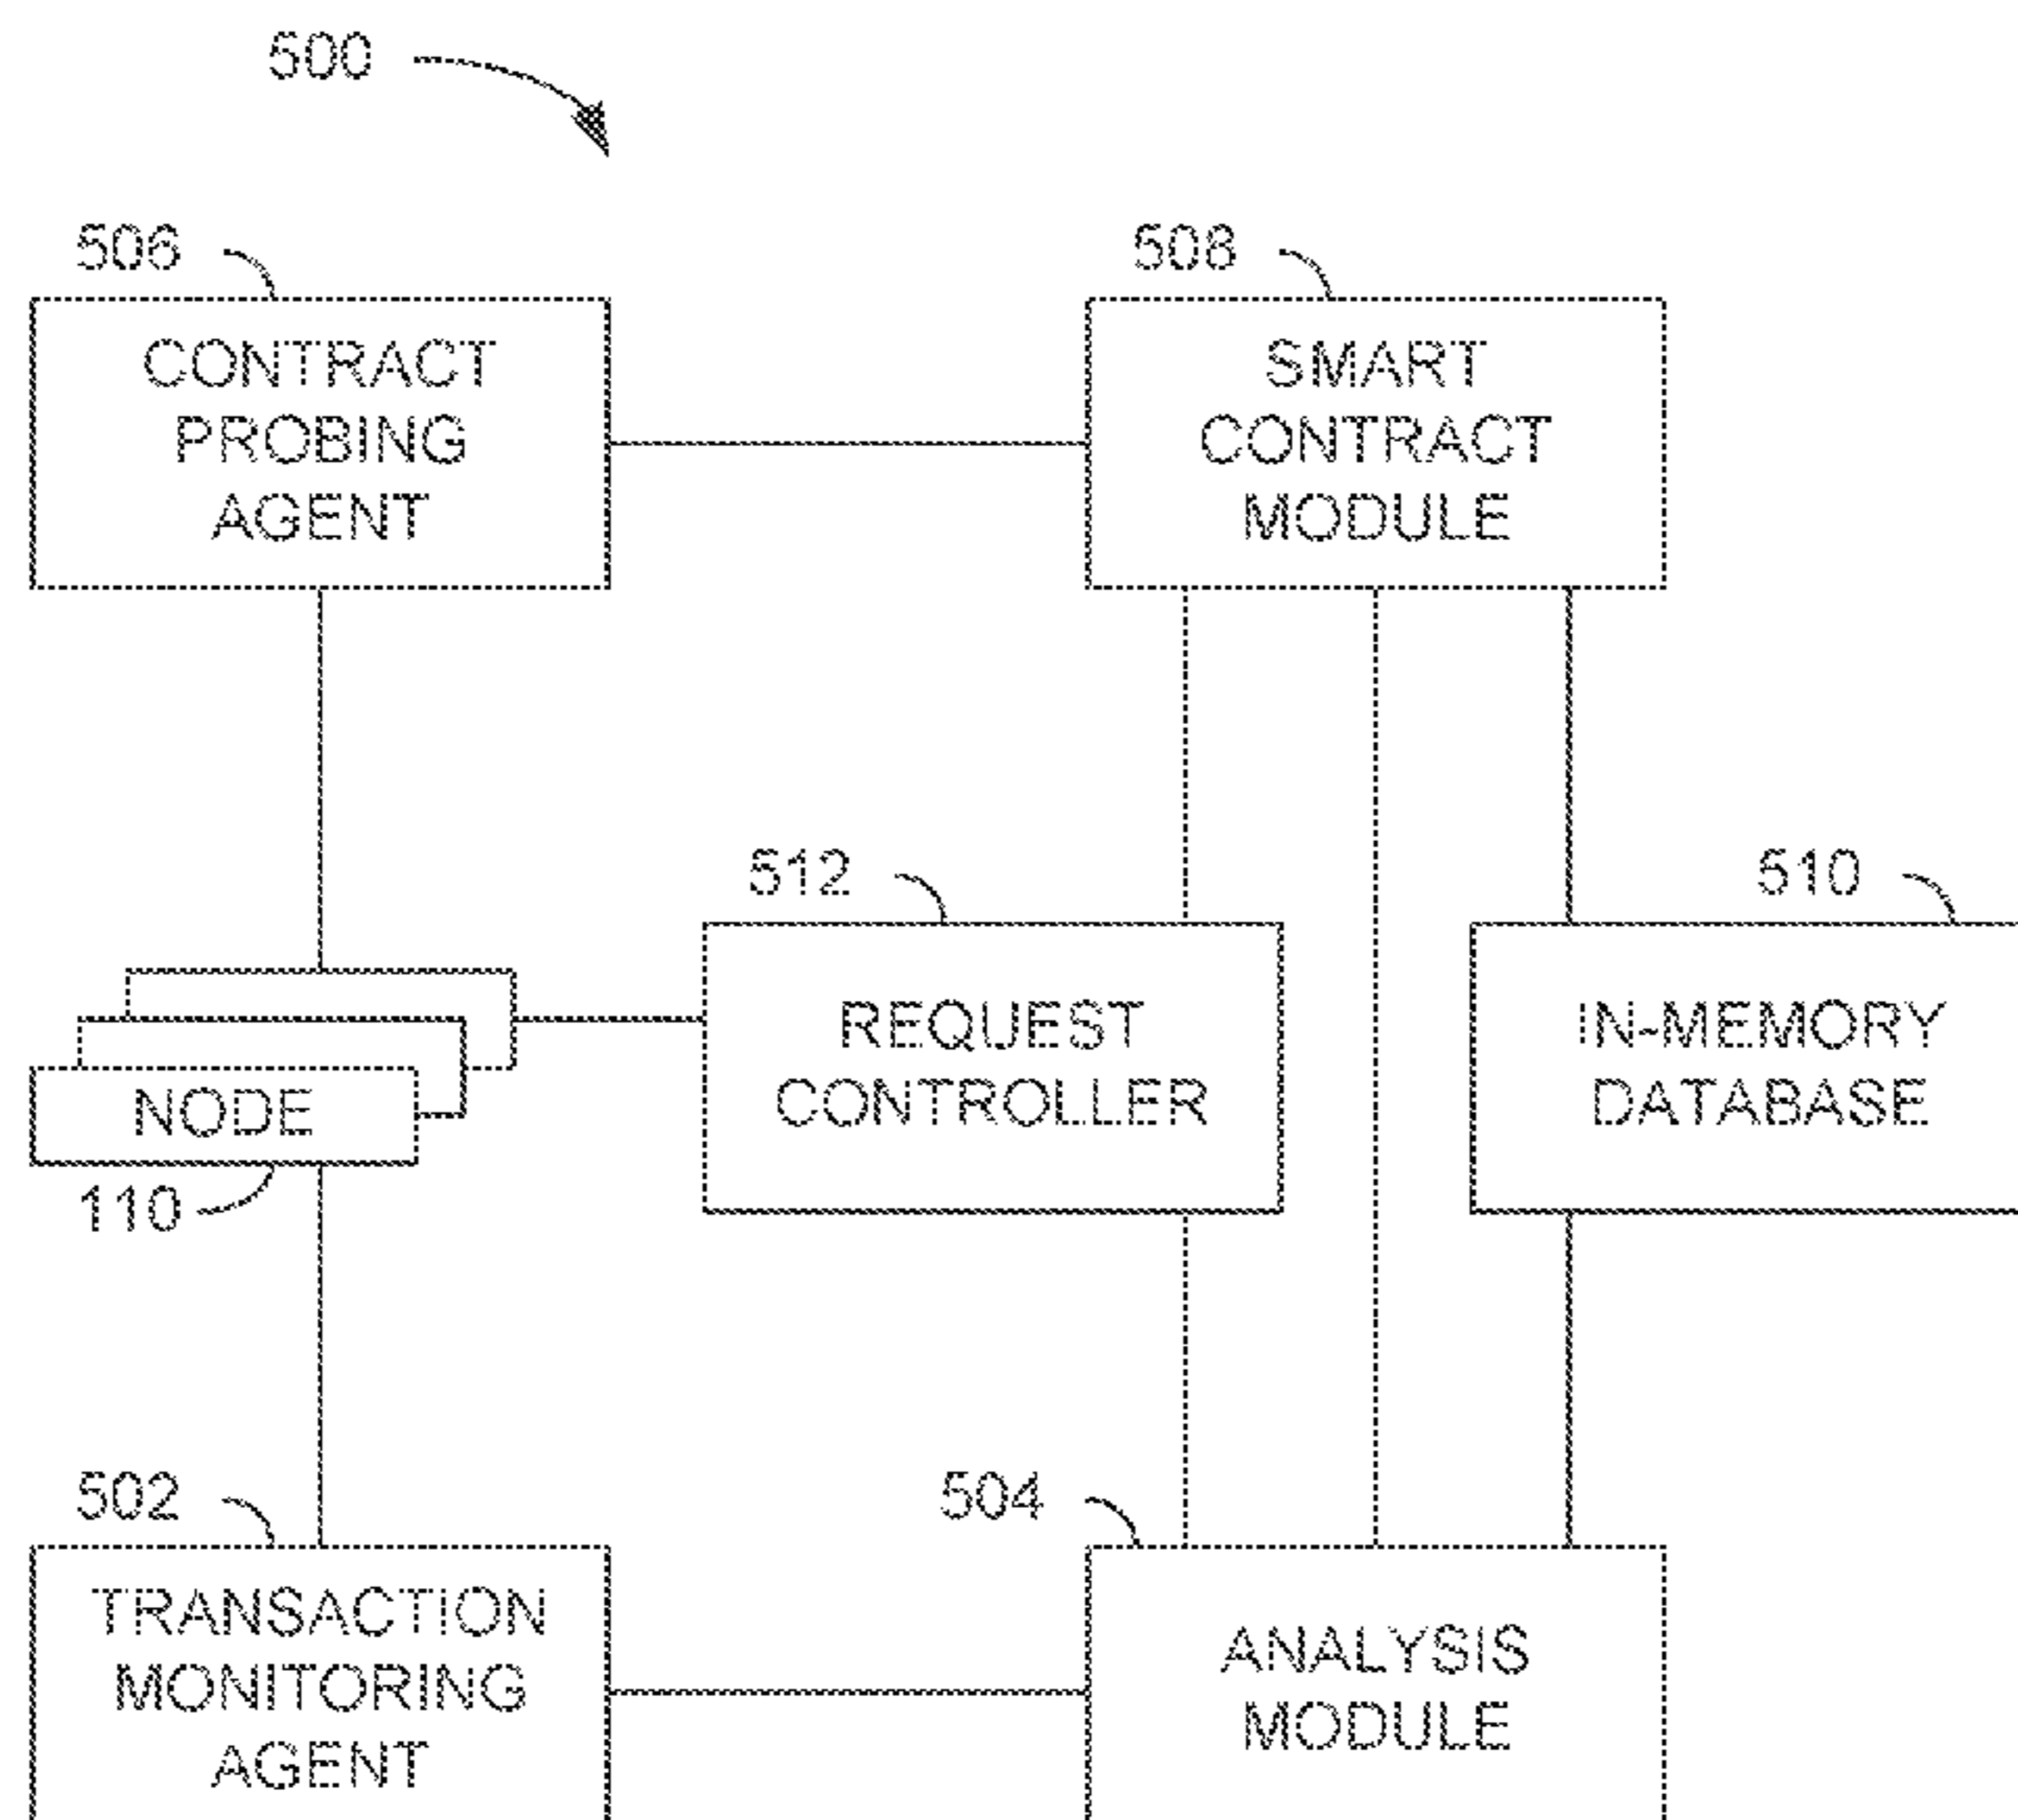 500
506
CONTRACT
PROBING
AGENT
508
SMART
CONTRACT
MODULE
512
REQUEST
CONTROLLER
510
IN-MEMORY
DATABASE
NODE
110
502
TRANSACTION
MONITORING
AGENT
504
ANALYSIS
MODULE